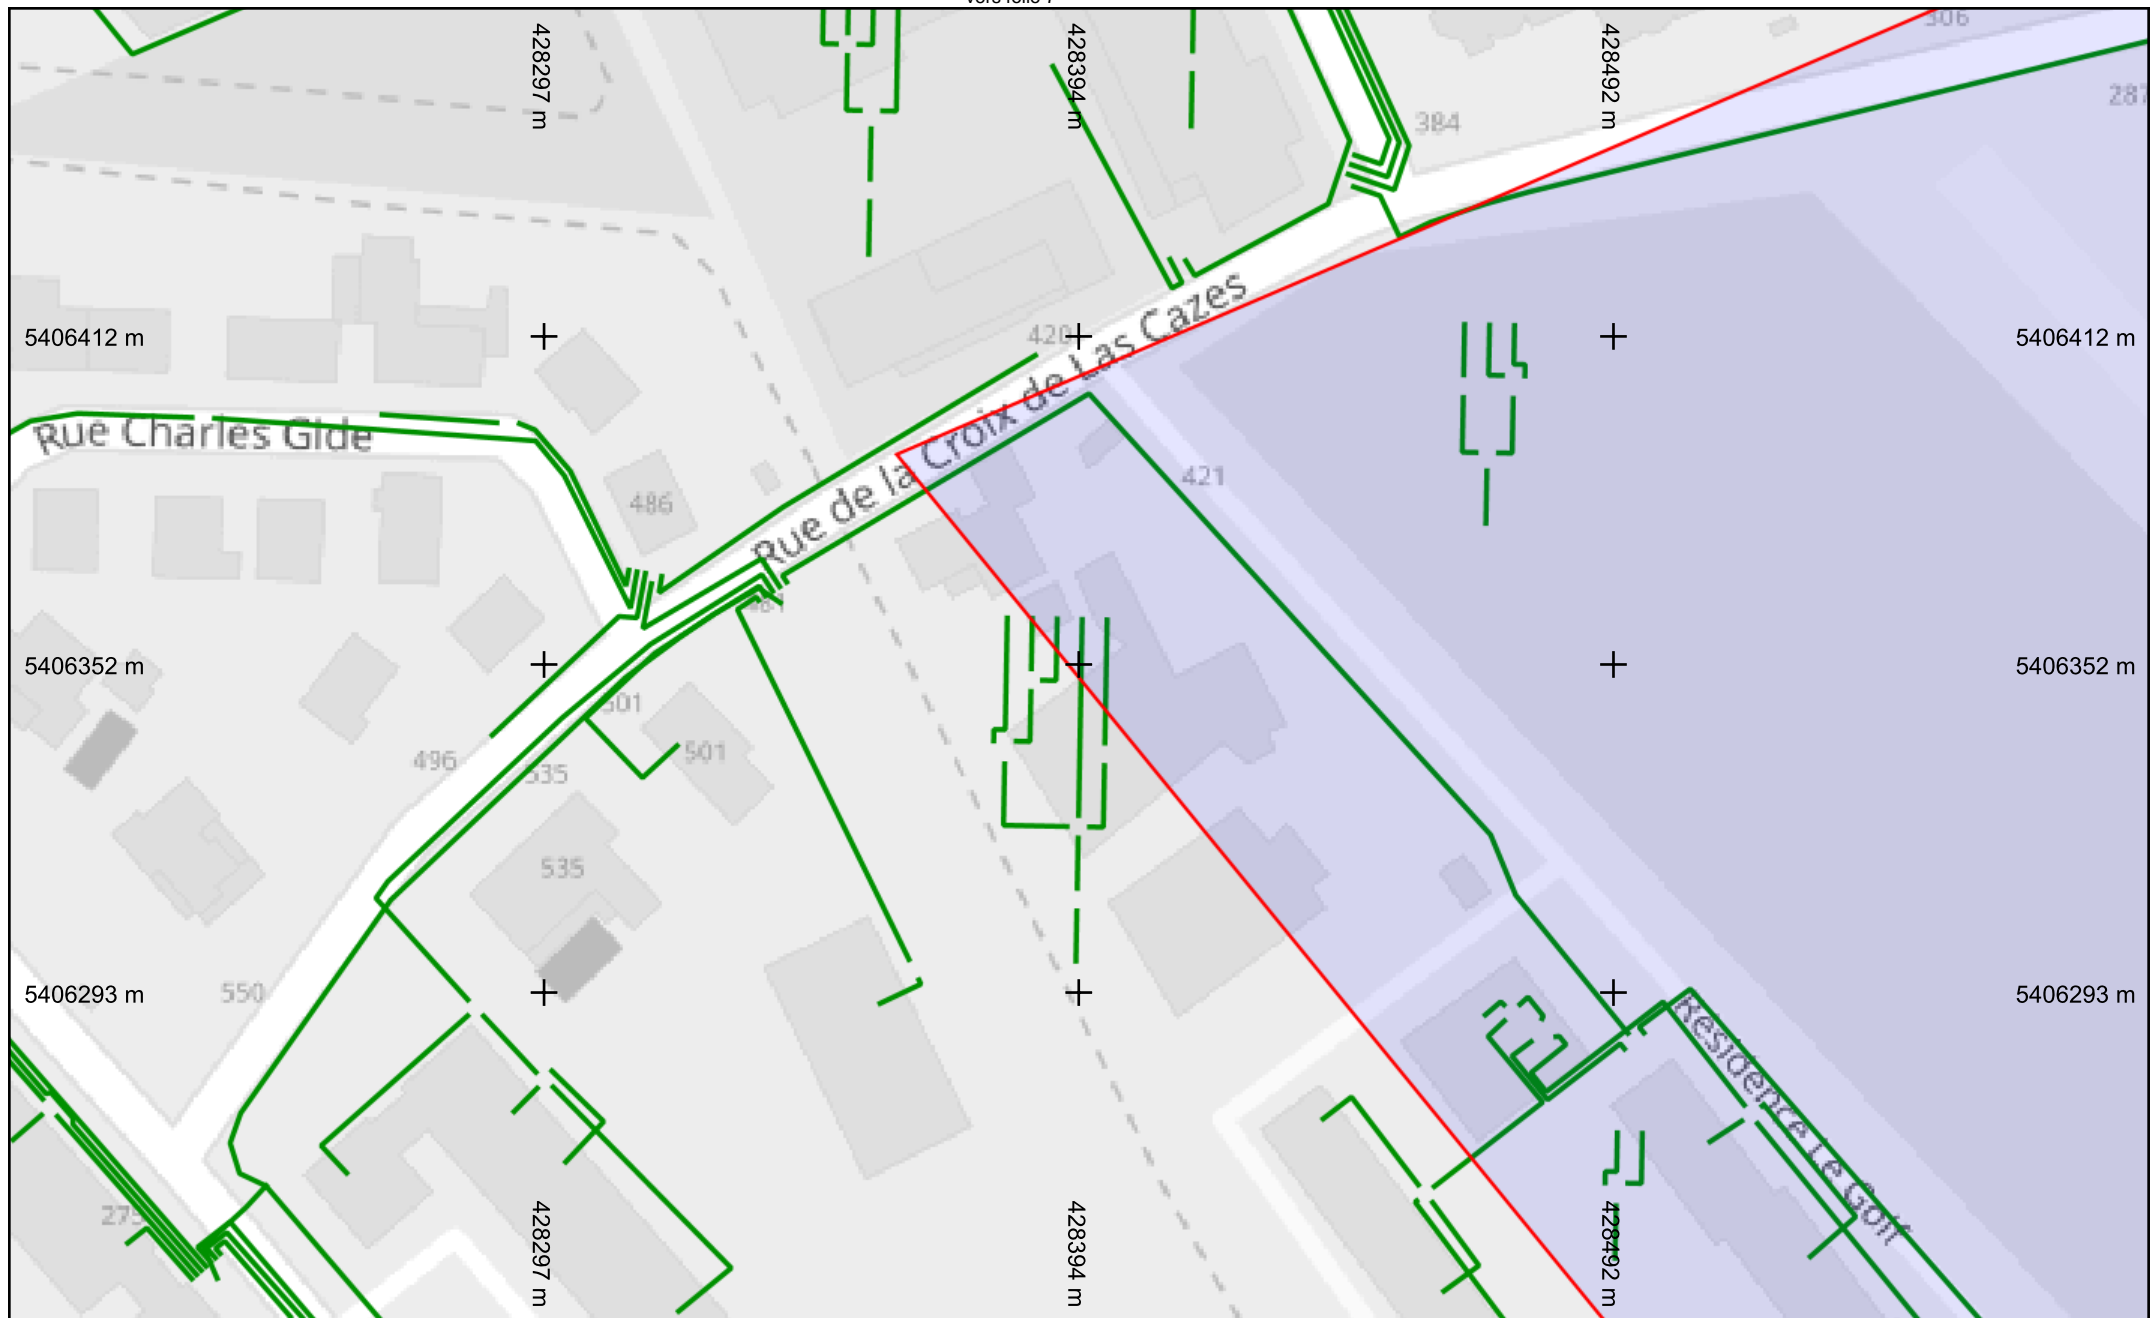 306
428297 m
428394 m
428492 m
287
384
5406412 m
420
5406412 m
Rue de la Croix de Las Cazes
Rue Charles Gide
421
486
5406352 m
5406352 m
501
496
535
501
535
5406293 m
550
5406293 m
Résidence Le Golf
275
428297 m
428394 m
428492 m